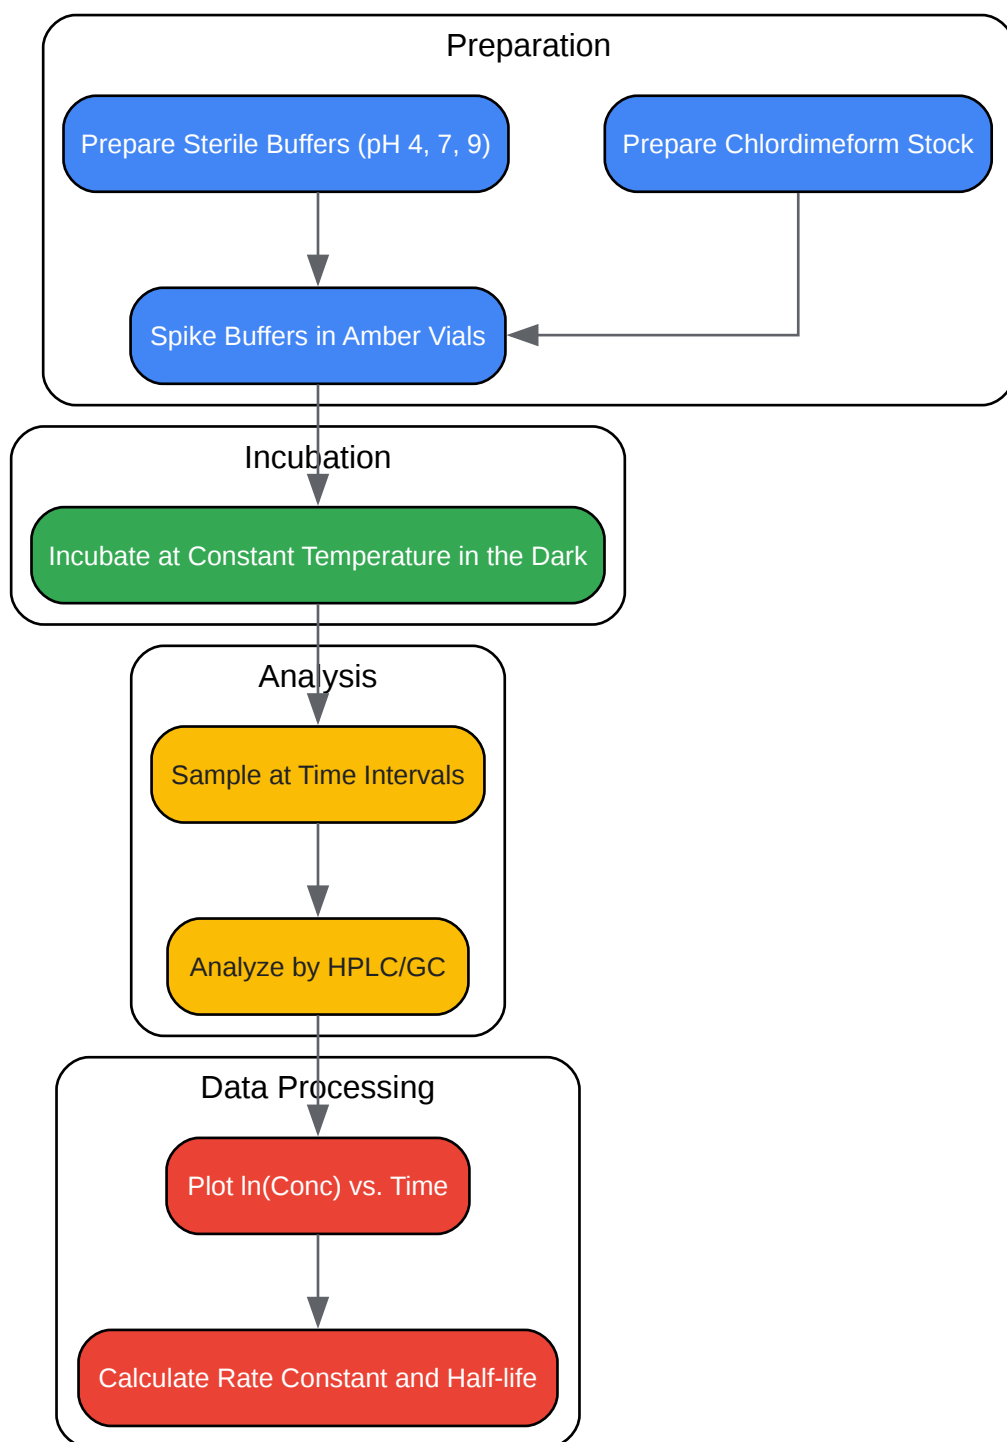 Preparation
Prepare Sterile Buffers (pH 4, 7, 9)
Prepare Chlordimeform Stock
Spike Buffers in Amber Vials
Incubation
Incubate at Constant Temperature in the Dark
Analysis
Sample at Time Intervals
Analyze by HPLC/GC
Data Processing
Plot ln(Conc) vs. Time
Calculate Rate Constant and Half-life